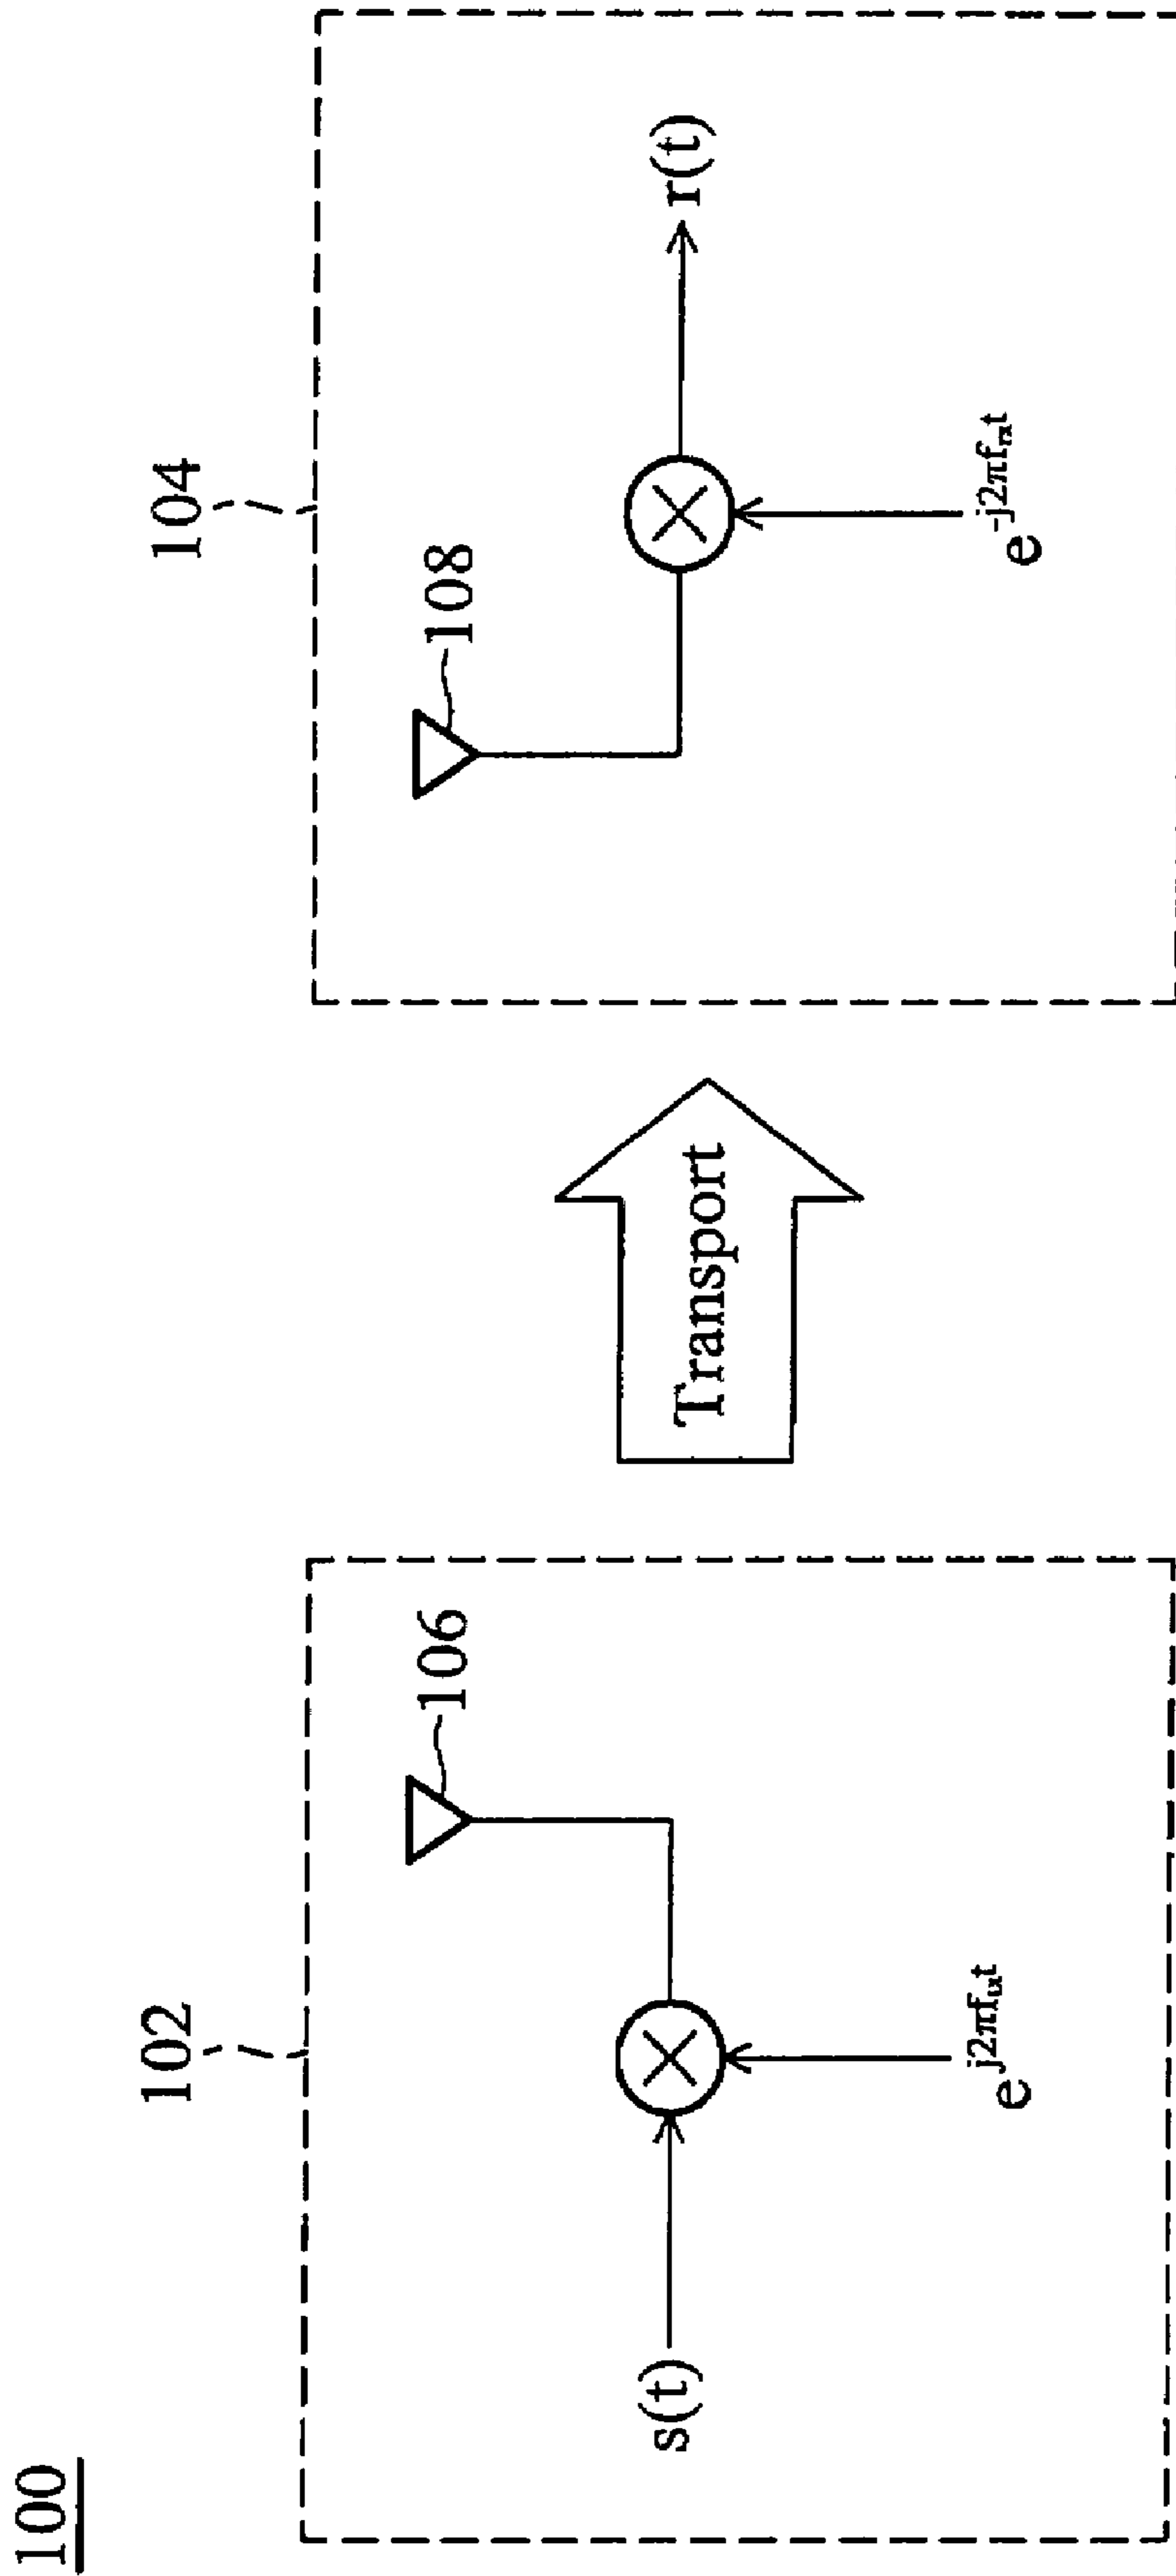 100
102
106
s(t)
e^{j2πf_{tx}t}
Transport
104
108
r(t)
e^{-j2πf_{rx}t}